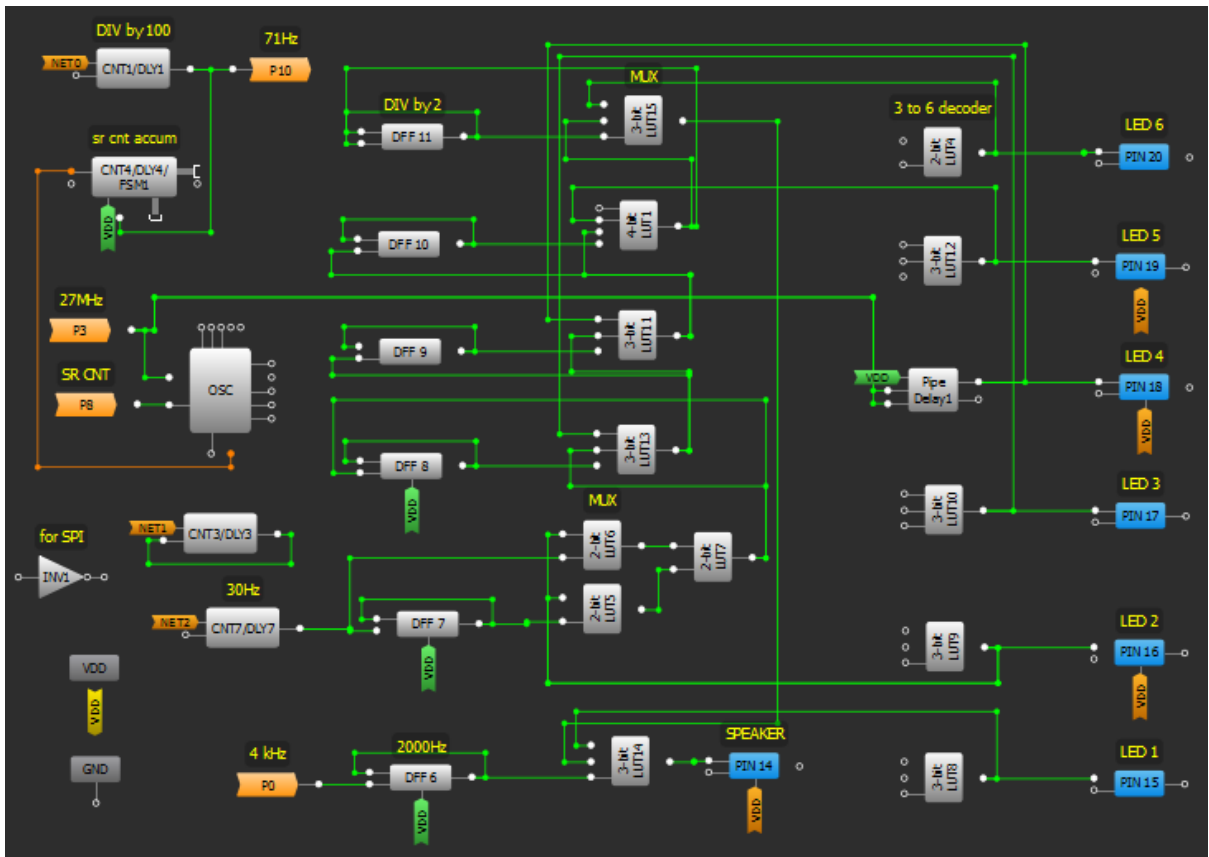 DIV by 100
NET0
CNT1/DLY1
71Hz
P10
sr cnt accum
CNT4/DLY4/
FSM1
VDD
27MHz
P3
SR CNT
P8
OSC
for SPI
INV1
NET1
CNT3/DLY3
30Hz
NET2
CNT7/DLY7
VDD
VDD
GND
4 kHz
P0
DIV by 2
DFF 11
DFF 10
DFF 9
DFF 8
VDD
DFF 7
VDD
2000Hz
DFF 6
VDD
MUX
3-bit
LUT15
4-bit
LUT1
3-bit
LUT11
3-bit
LUT13
MUX
2-bit
LUT6
2-bit
LUT7
2-bit
LUT5
3-bit
LUT14
SPEAKER
PIN 14
VDD
3 to 6 decoder
2-bit
LUT4
LED 6
PIN 20
3-bit
LUT12
LED 5
PIN 19
VDD
VDD
Pipe
Delay1
LED 4
PIN 18
VDD
3-bit
LUT10
LED 3
PIN 17
3-bit
LUT9
LED 2
PIN 16
VDD
3-bit
LUT8
LED 1
PIN 15